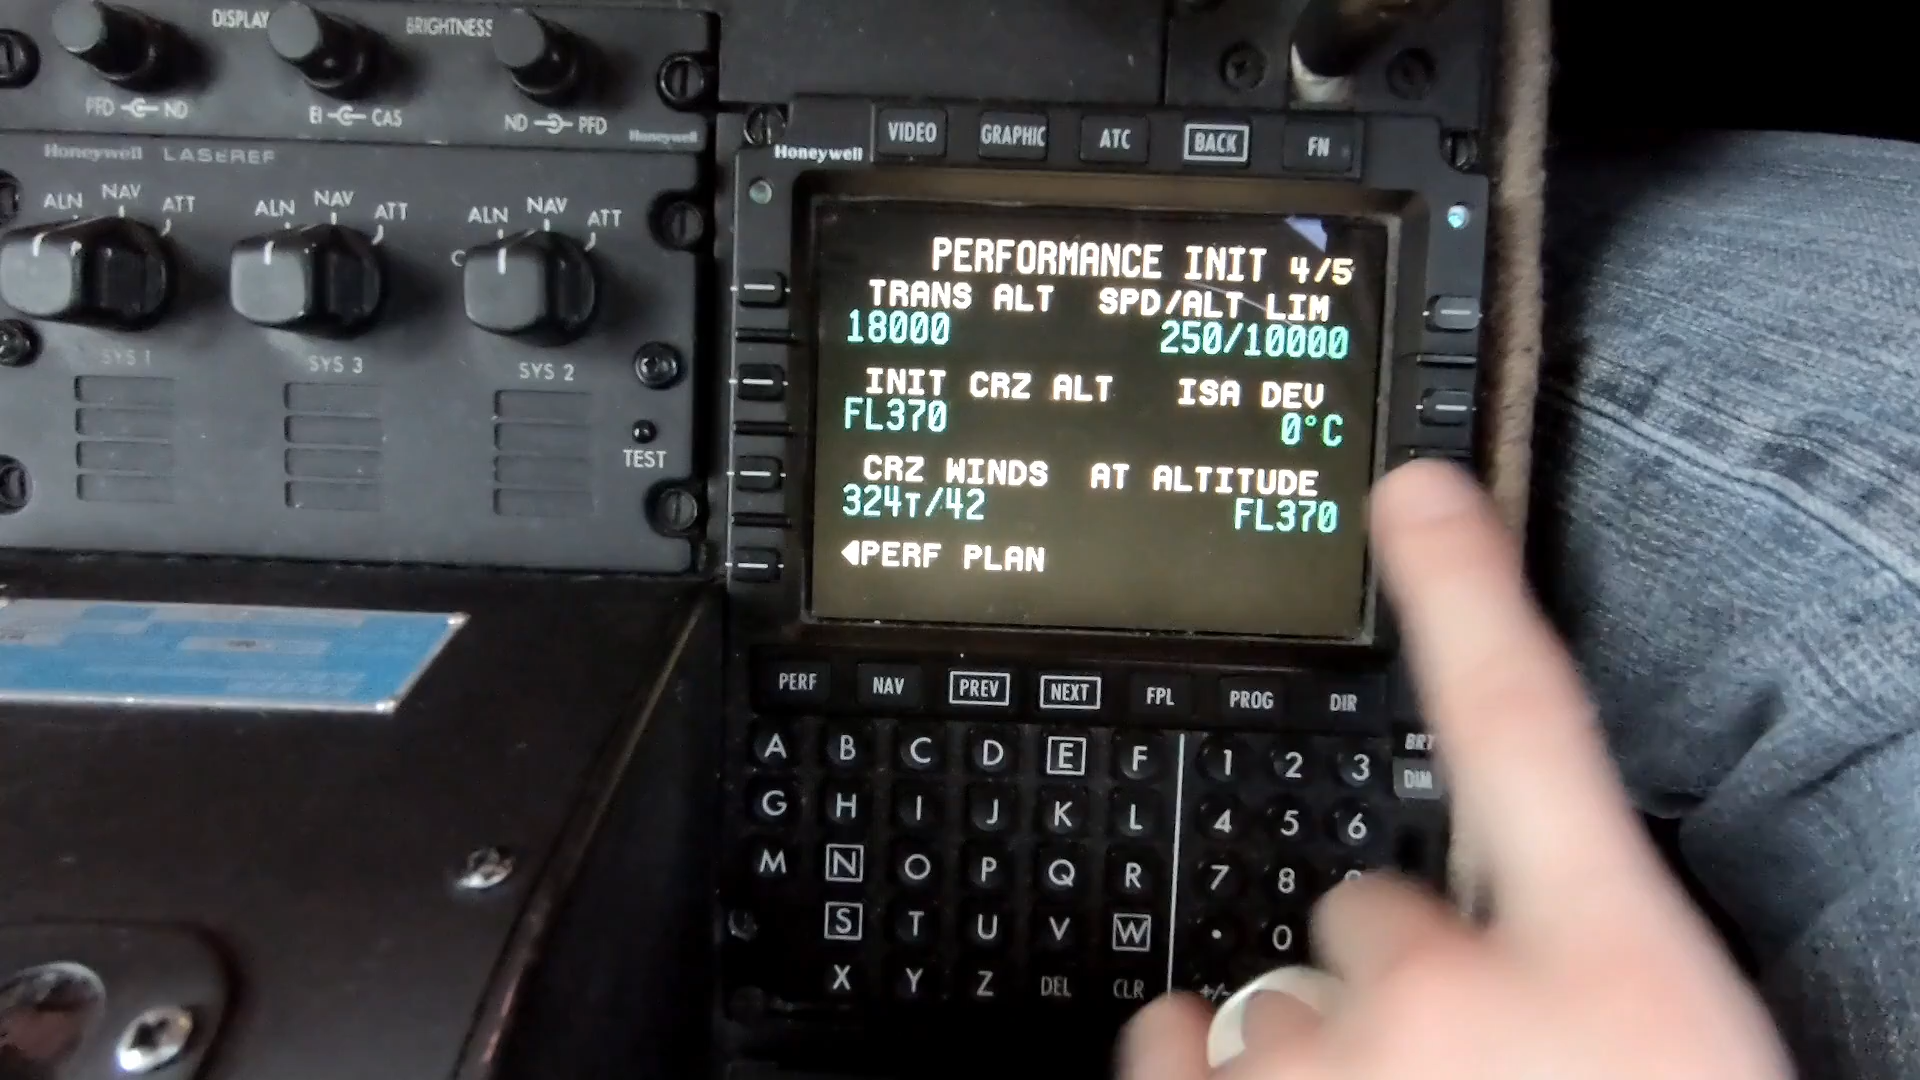 DISPLAY BRIGHTNESS
PFD ND
EI CAS
ND PFD
Honeywell
Honeywell LASEREF
ALN NAV ATT
ALN NAV ATT
ALN NAV ATT
SYS 1
SYS 3
SYS 2
TEST
VIDEO GRAPHIC ATC BACK FN
Honeywell
PERFORMANCE INIT 4/5
TRANS ALT SPD/ALT LIM
18000 250/10000
INIT CRZ ALT ISA DEV
FL370 0°C
CRZ WINDS AT ALTITUDE
324T/42 FL370
◀PERF PLAN
PERF NAV PREV NEXT FPL PROG DIR
BRT
DIM
A B C D E F 1 2 3
G H I J K L 4 5 6
M N O P Q R 7 8 9
S T U V W . 0
X Y Z DEL CLR +/-